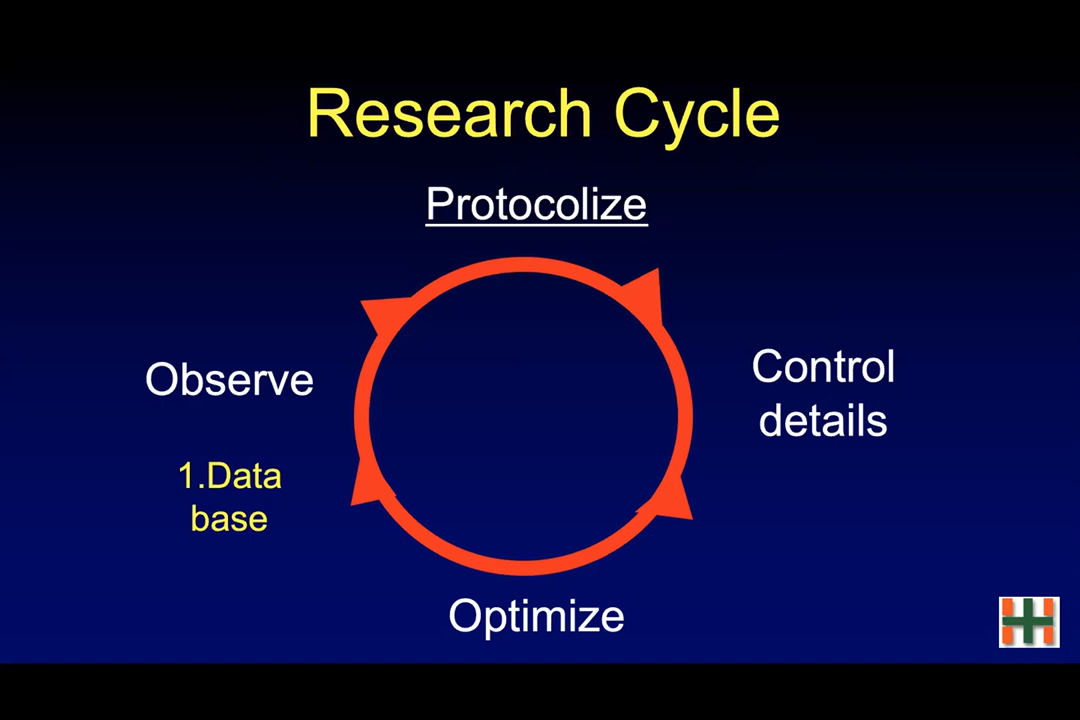 Research Cycle
Protocolize
Observe
Control
details
1.Data
base
Optimize